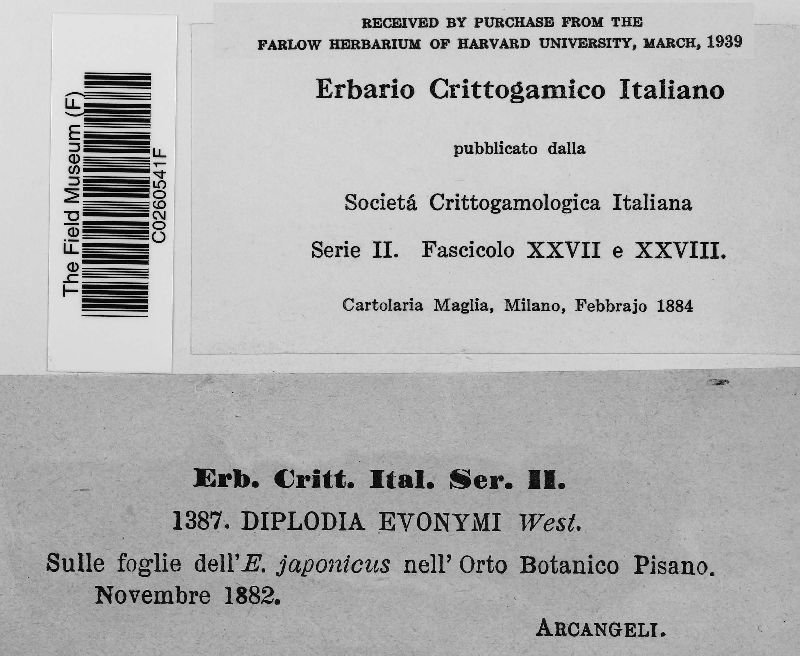 RECEIVED BY PURCHASE FROM THE
FARLOW HERBARIUM OF HARVARD UNIVERSITY, MARCH, 1939
The Field Museum (F)
C0260541F
Erbario Crittogamico Italiano
pubblicato dalla
Societá Crittogamologica Italiana
Serie II. Fascicolo XXVII e XXVIII.
Cartolaria Maglia, Milano, Febbrajo 1884
Erb. Critt. Ital. Ser. II.
1387. DIPLODIA EVONYMI West.
Sulle foglie dell'E. japonicus nell' Orto Botanico Pisano.
Novembre 1882.
ARCANGELI.